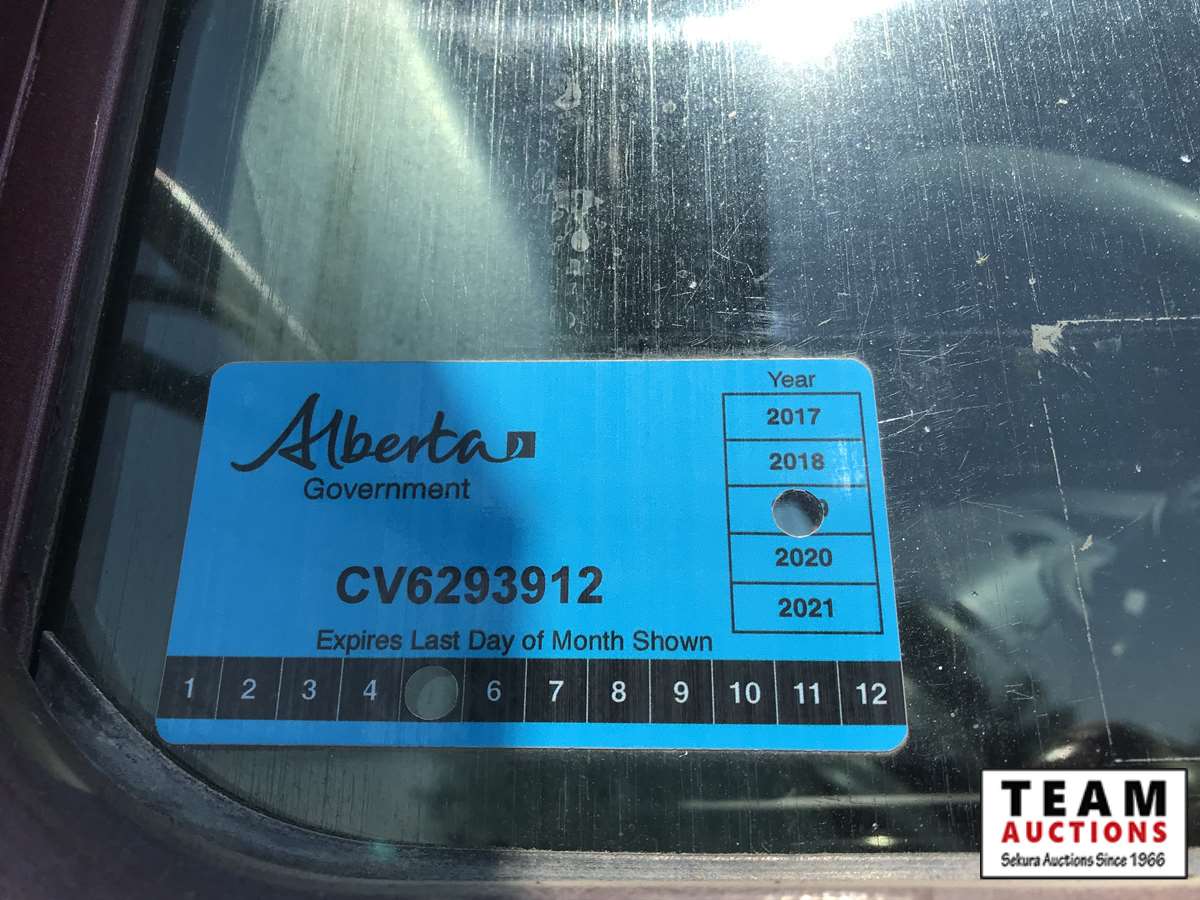 Alberta
Government
CV6293912
Expires Last Day of Month Shown
Year
2017
2018
2020
2021
1 2 3 4 6 7 8 9 10 11 12
TEAM
AUCTIONS
Sekura Auctions Since 1966